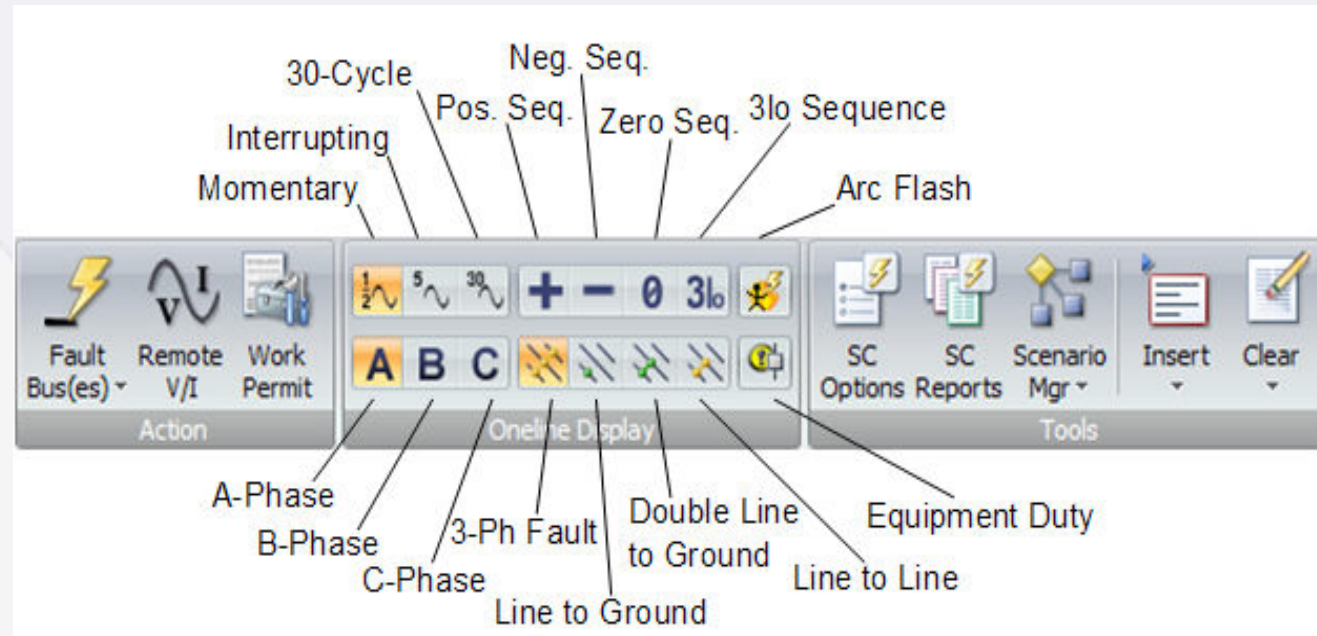 Neg. Seq.
30-Cycle
Pos. Seq.
Zero Seq.
3Io Sequence
Interrupting
Momentary
Arc Flash
V I
1/2
5
30
+
−
0
3Io
Fault
Bus(es)
Remote
V/I
Work
Permit
A
B
C
SC
Options
SC
Reports
Scenario
Mgr
Insert
Clear
Action
Oneline Display
Tools
A-Phase
B-Phase
C-Phase
3-Ph Fault
Line to Ground
Double Line
to Ground
Line to Line
Equipment Duty